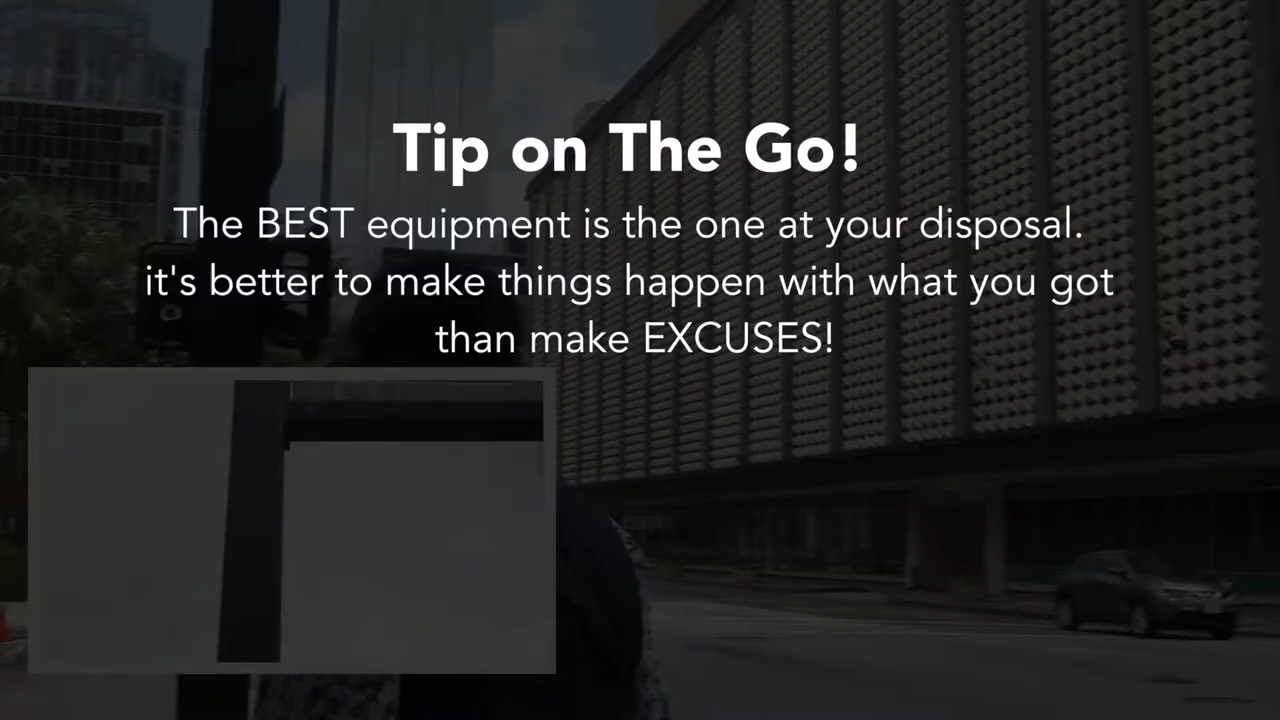 Tip on The Go!
The BEST equipment is the one at your disposal.
it's better to make things happen with what you got
than make EXCUSES!